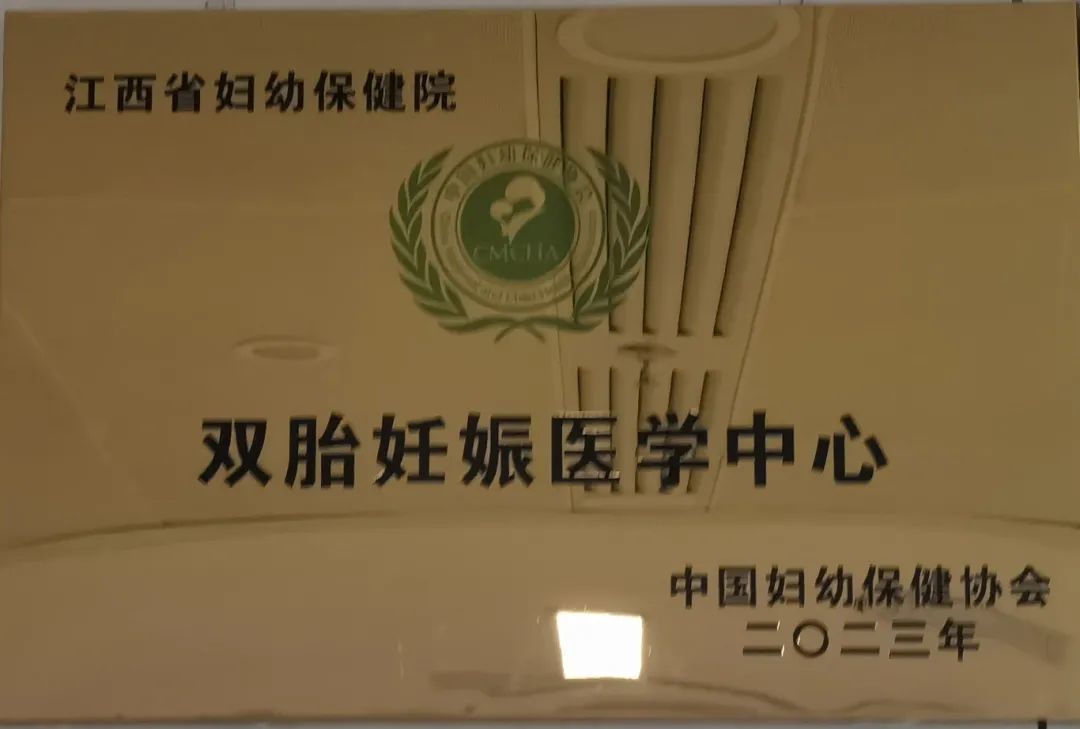 江西省妇幼保健院
CMCHA
双胎妊娠医学中心
中国妇幼保健协会
二〇二三年